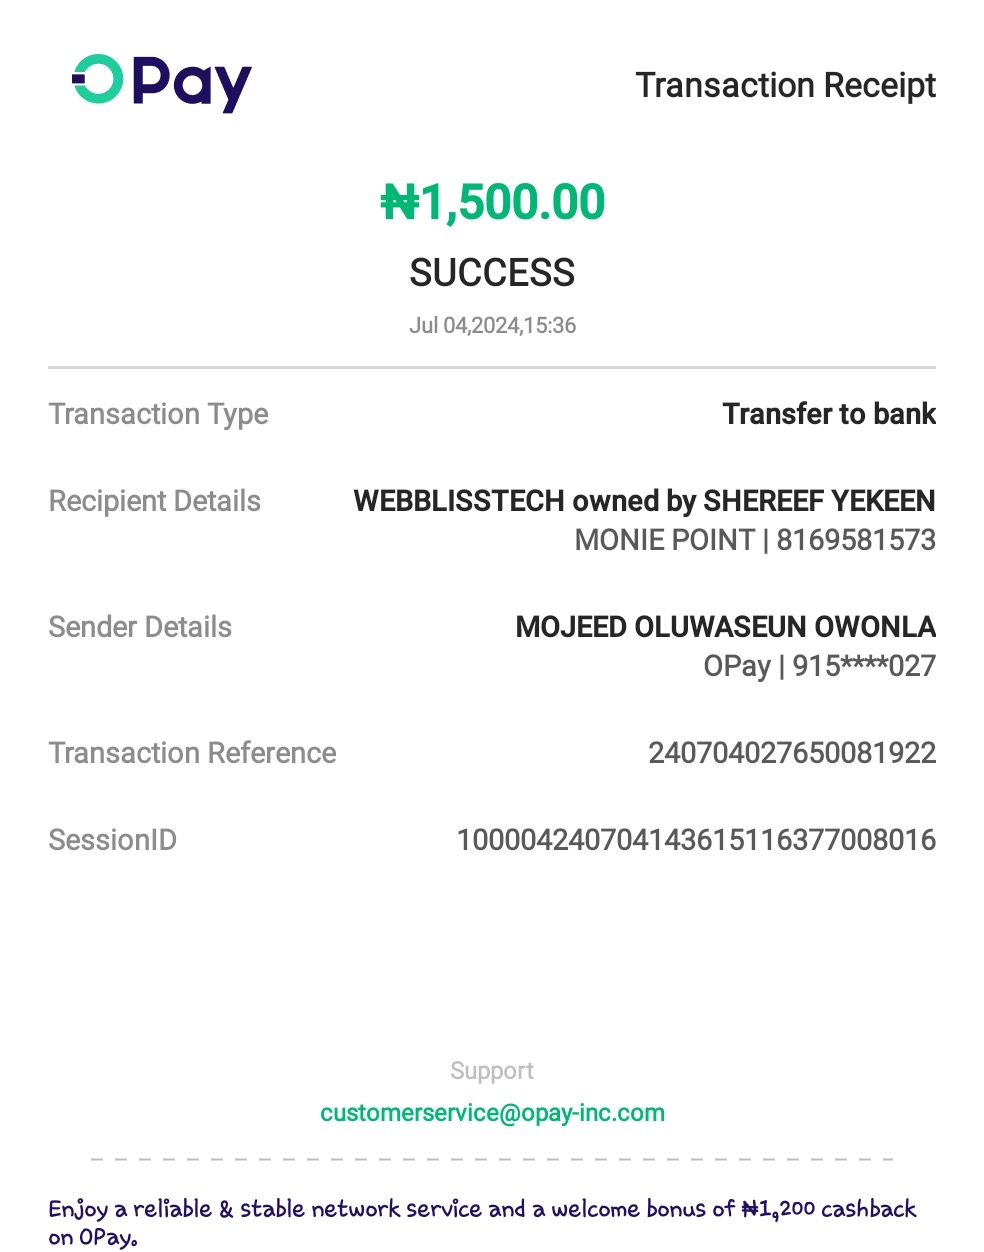 OPay
Transaction Receipt
₦1,500.00
SUCCESS
Jul 04,2024,15:36
Transaction Type
Transfer to bank
Recipient Details
WEBBLISSTECH owned by SHEREEF YEKEEN
MONIE POINT | 8169581573
Sender Details
MOJEED OLUWASEUN OWONLA
OPay | 915****027
Transaction Reference
240704027650081922
SessionID
100004240704143615116377008016
Support
customerservice@opay-inc.com
Enjoy a reliable & stable network service and a welcome bonus of ₦1,200 cashback
on OPay.